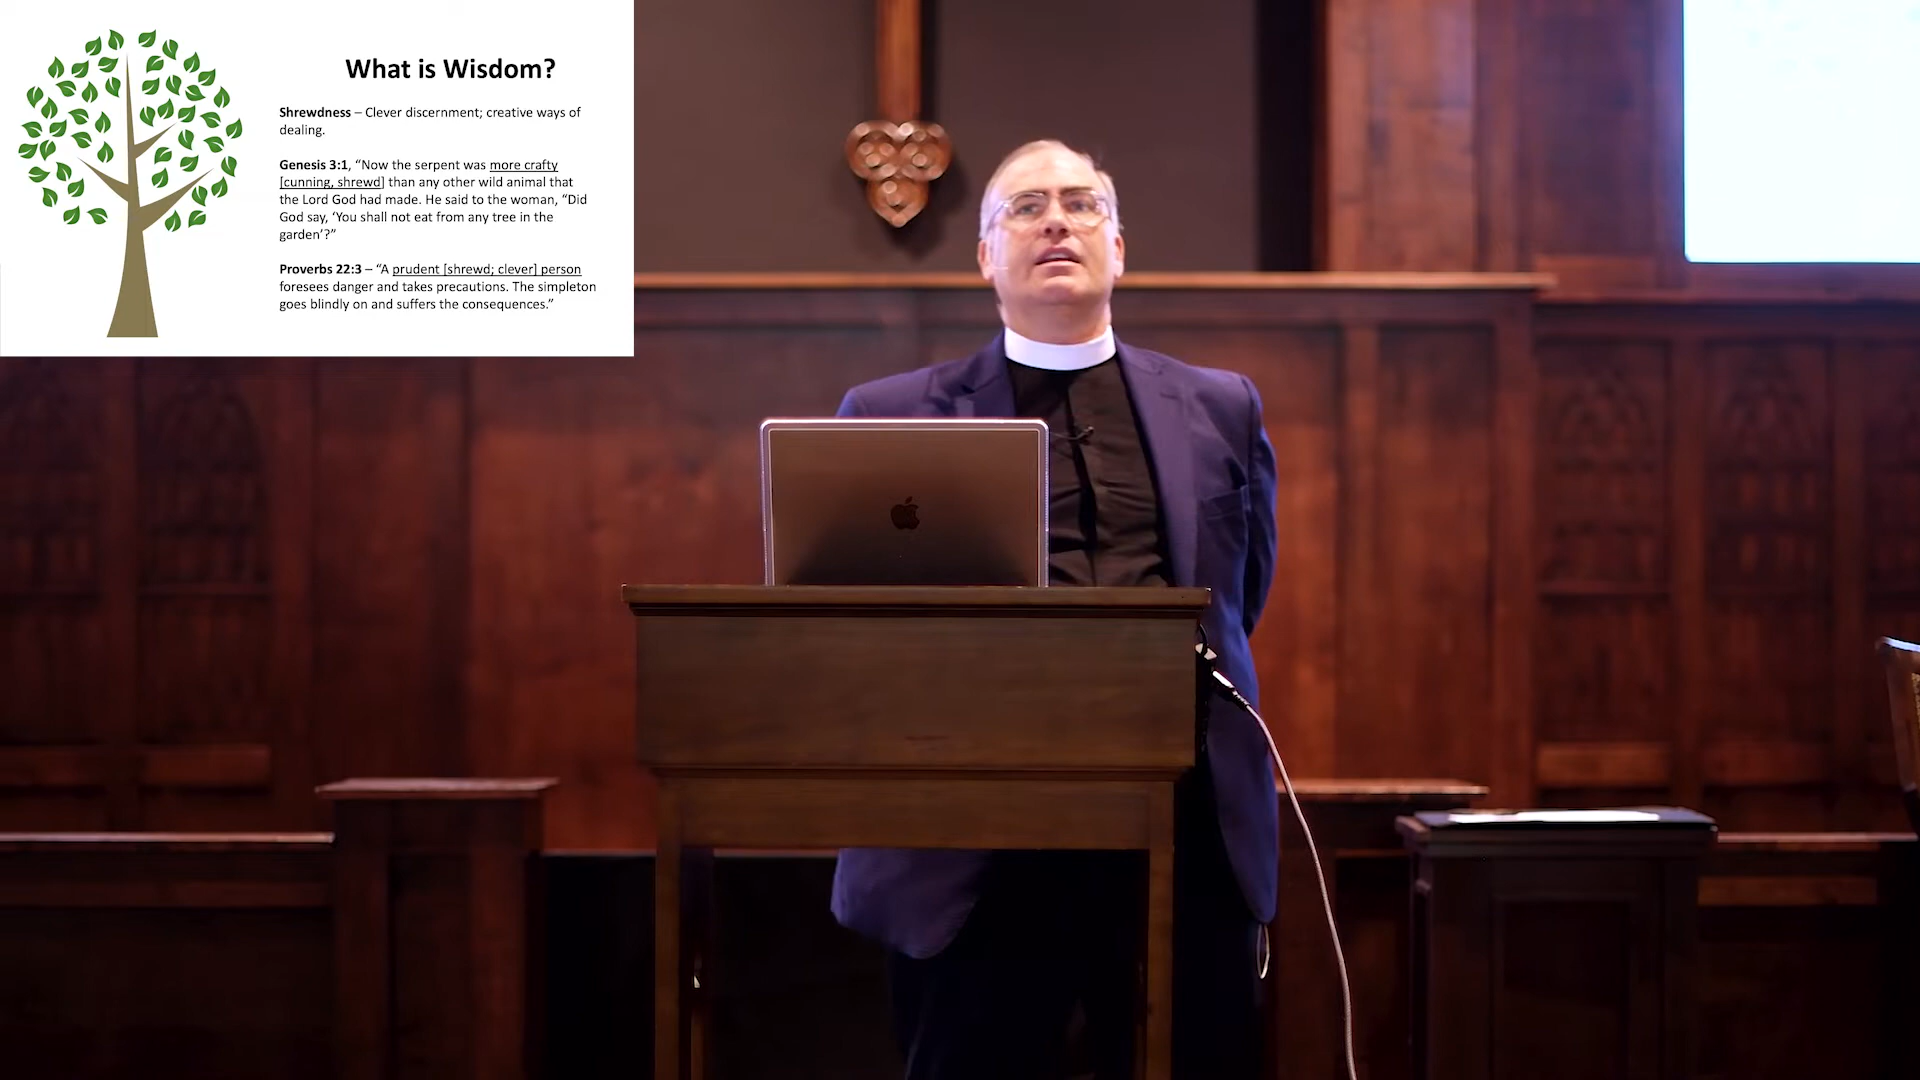 What is Wisdom?
Shrewdness – Clever discernment; creative ways of
dealing.
Genesis 3:1, “Now the serpent was more crafty
[cunning, shrewd] than any other wild animal that
the Lord God had made. He said to the woman, “Did
God say, ‘You shall not eat from any tree in the
garden’?”
Proverbs 22:3 – “A prudent [shrewd; clever] person
foresees danger and takes precautions. The simpleton
goes blindly on and suffers the consequences.”